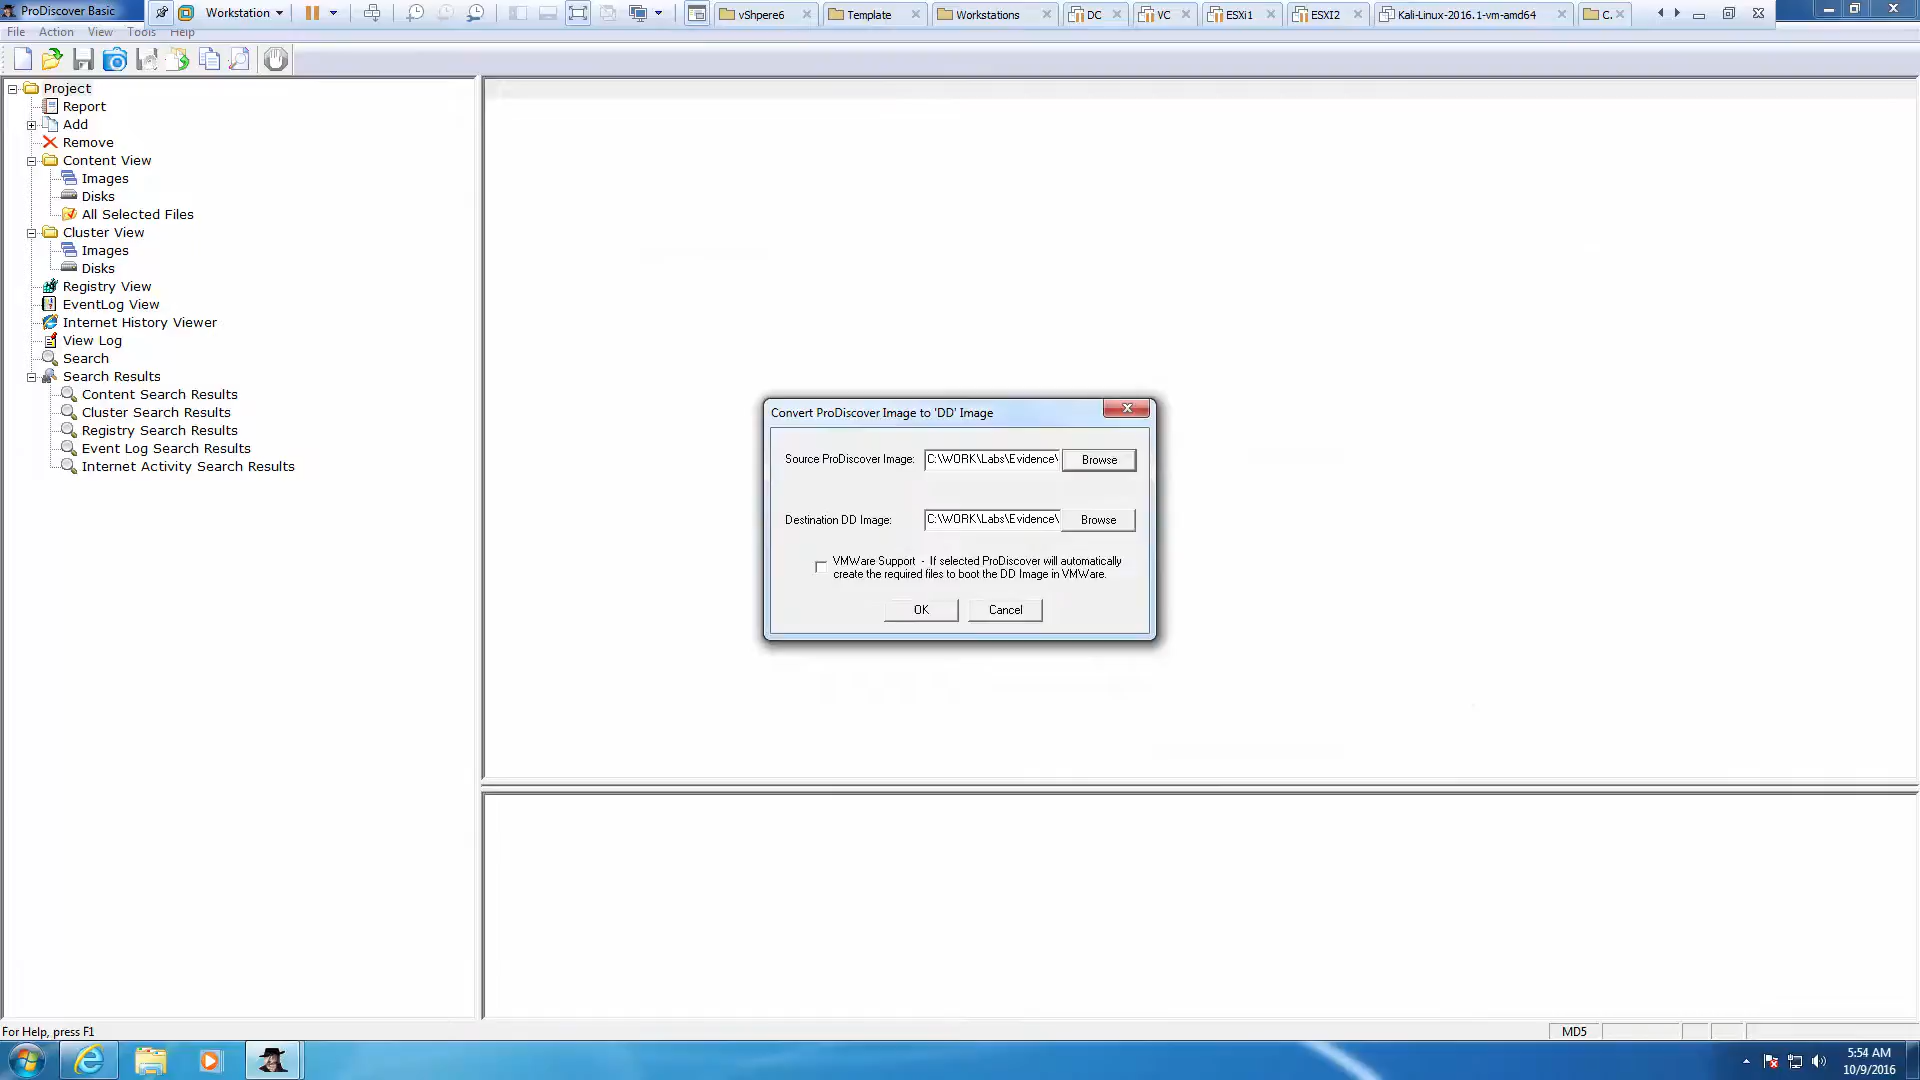 ProDiscover Basic
Workstation
vShpere6
Template
Workstations
DC
VC
ESXi1
ESXI2
Kali-Linux-2016.1-vm-amd64
C.
File Action View Tools Help
Project
Report
Add
Remove
Content View
Images
Disks
All Selected Files
Cluster View
Images
Disks
Registry View
EventLog View
Internet History Viewer
View Log
Search
Search Results
Content Search Results
Cluster Search Results
Registry Search Results
Event Log Search Results
Internet Activity Search Results
Convert ProDiscover Image to 'DD' Image
Source ProDiscover Image: C:\WORK\Labs\Evidence\ Browse
Destination DD Image: C:\WORK\Labs\Evidence\ Browse
VMWare Support - If selected ProDiscover will automatically
create the required files to boot the DD Image in VMWare.
OK Cancel
For Help, press F1
MD5
5:54 AM
10/9/2016